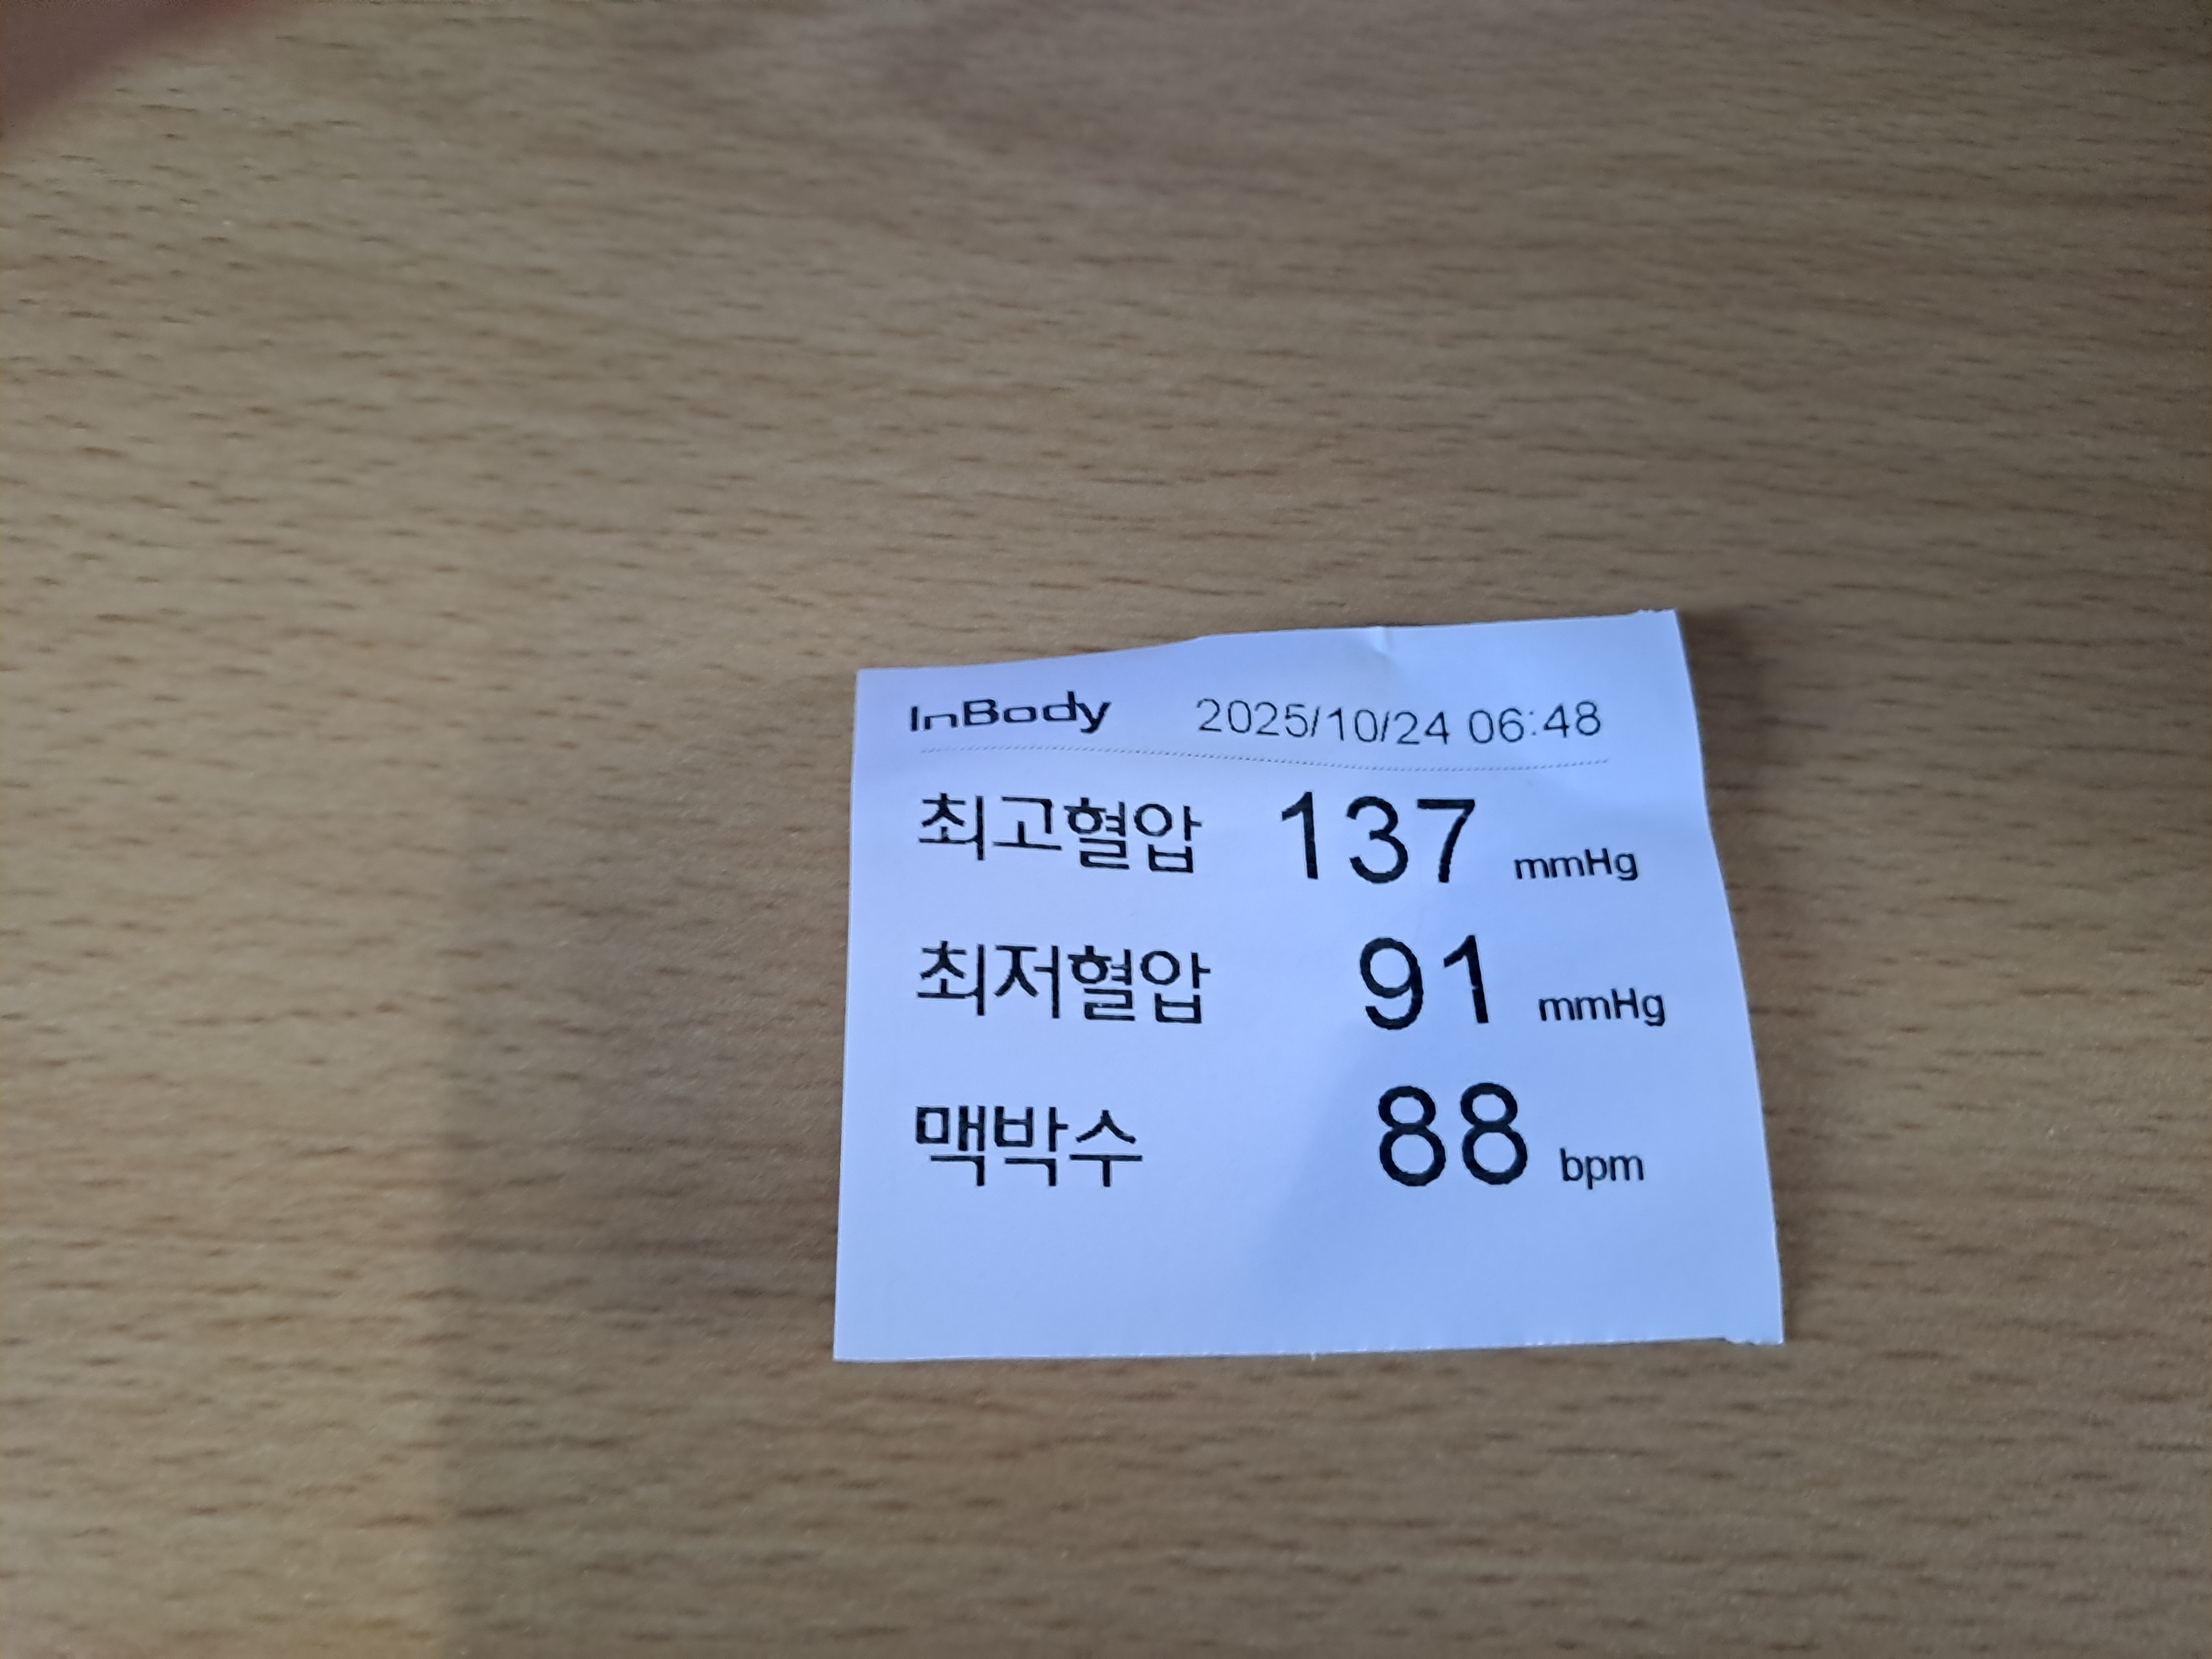 InBody 2025/10/24 06:48
최고혈압 137 mmHg
최저혈압 91 mmHg
맥박수 88 bpm